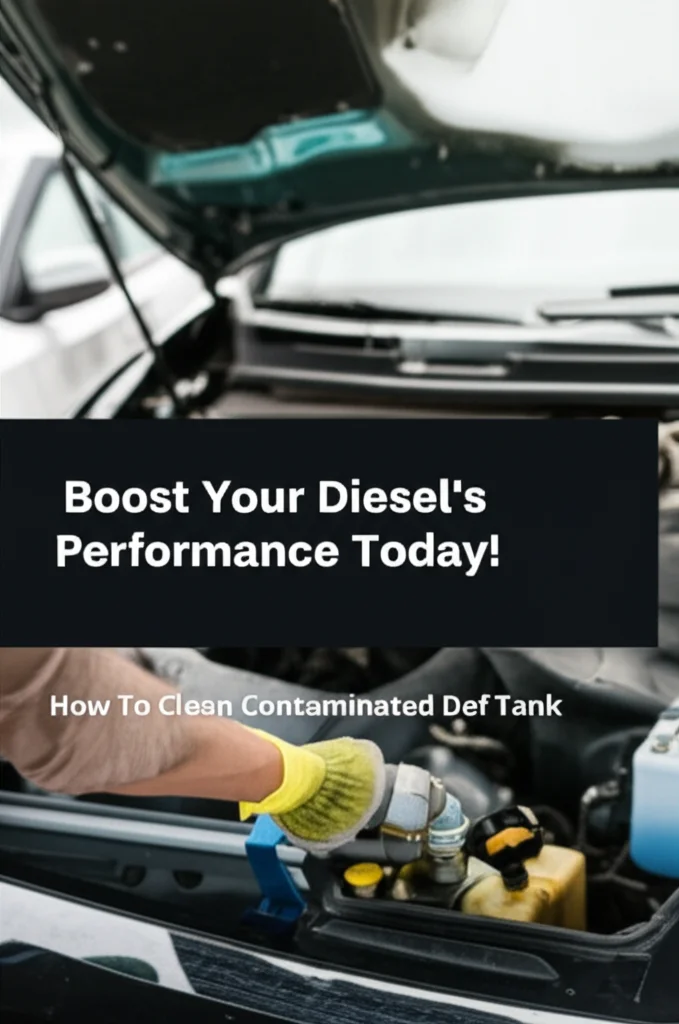 Boost Your Diesel's
Performance Today!
How To Clean Contaminated Def Tank